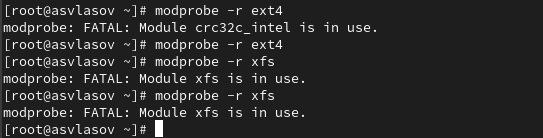 [root@asvlasov ~]# modprobe -r ext4
modprobe: FATAL: Module crc32c_intel is in use.
[root@asvlasov ~]# modprobe -r ext4
[root@asvlasov ~]# modprobe -r xfs
modprobe: FATAL: Module xfs is in use.
[root@asvlasov ~]# modprobe -r xfs
modprobe: FATAL: Module xfs is in use.
[root@asvlasov ~]#